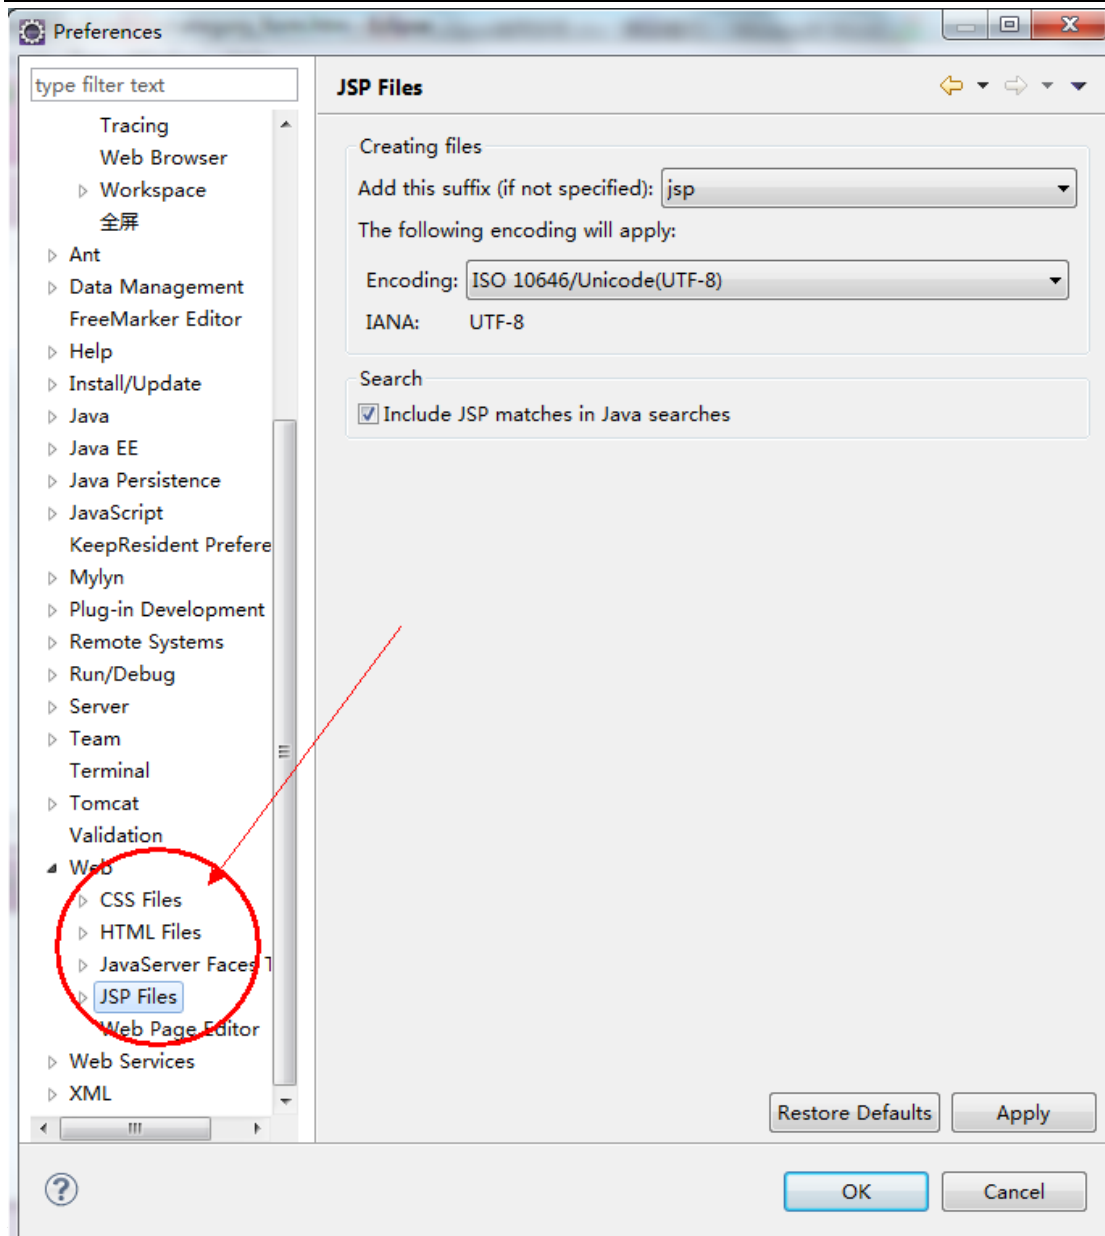 Preferences
type filter text
Tracing
Web Browser
Workspace
全屏
Ant
Data Management
FreeMarker Editor
Help
Install/Update
Java
Java EE
Java Persistence
JavaScript
KeepResident Prefere
Mylyn
Plug-in Development
Remote Systems
Run/Debug
Server
Team
Terminal
Tomcat
Validation
Web
CSS Files
HTML Files
JavaServer Faces T
JSP Files
Web Page Editor
Web Services
XML
JSP Files
Creating files
Add this suffix (if not specified): jsp
The following encoding will apply:
Encoding: ISO 10646/Unicode(UTF-8)
IANA: UTF-8
Search
Include JSP matches in Java searches
Restore Defaults Apply
OK Cancel